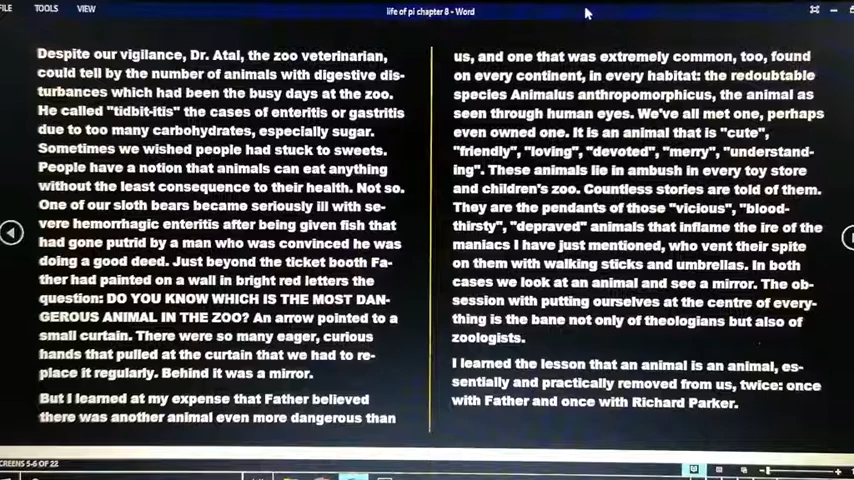 FILE TOOLS VIEW
life of pi chapter 8 - Word
Despite our vigilance, Dr. Atal, the zoo veterinarian,
could tell by the number of animals with digestive dis-
turbances which had been the busy days at the zoo.
He called "tidbit-itis" the cases of enteritis or gastritis
due to too many carbohydrates, especially sugar.
Sometimes we wished people had stuck to sweets.
People have a notion that animals can eat anything
without the least consequence to their health. Not so.
One of our sloth bears became seriously ill with se-
vere hemorrhagic enteritis after being given fish that
had gone putrid by a man who was convinced he was
doing a good deed. Just beyond the ticket booth Fa-
ther had painted on a wall in bright red letters the
question: DO YOU KNOW WHICH IS THE MOST DAN-
GEROUS ANIMAL IN THE ZOO? An arrow pointed to a
small curtain. There were so many eager, curious
hands that pulled at the curtain that we had to re-
place it regularly. Behind it was a mirror.
But I learned at my expense that Father believed
there was another animal even more dangerous than
us, and one that was extremely common, too, found
on every continent, in every habitat: the redoubtable
species Animalus anthropomorphicus, the animal as
seen through human eyes. We've all met one, perhaps
even owned one. It is an animal that is "cute",
"friendly", "loving", "devoted", "merry", "understand-
ing". These animals lie in ambush in every toy store
and children's zoo. Countless stories are told of them.
They are the pendants of those "vicious", "blood-
thirsty", "depraved" animals that inflame the ire of the
maniacs I have just mentioned, who vent their spite
on them with walking sticks and umbrellas. In both
cases we look at an animal and see a mirror. The ob-
session with putting ourselves at the centre of every-
thing is the bane not only of theologians but also of
zoologists.
I learned the lesson that an animal is an animal, es-
sentially and practically removed from us, twice: once
with Father and once with Richard Parker.
SCREENS 5-6 OF 22